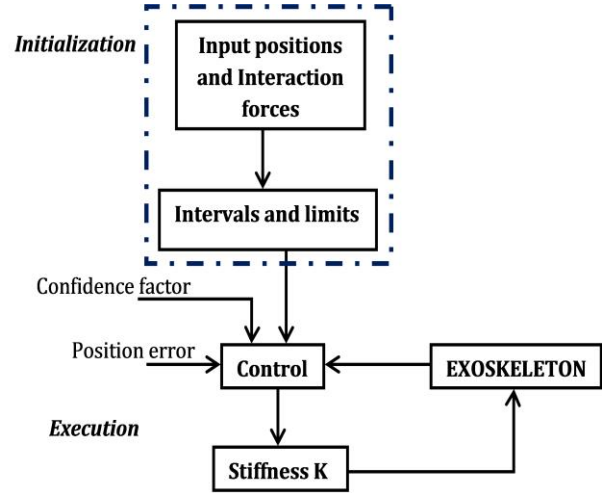 Initialization
Input positions
and Interaction
forces
Intervals and limits
Confidence factor
Position error
Control
EXOSKELETON
Execution
Stiffness K